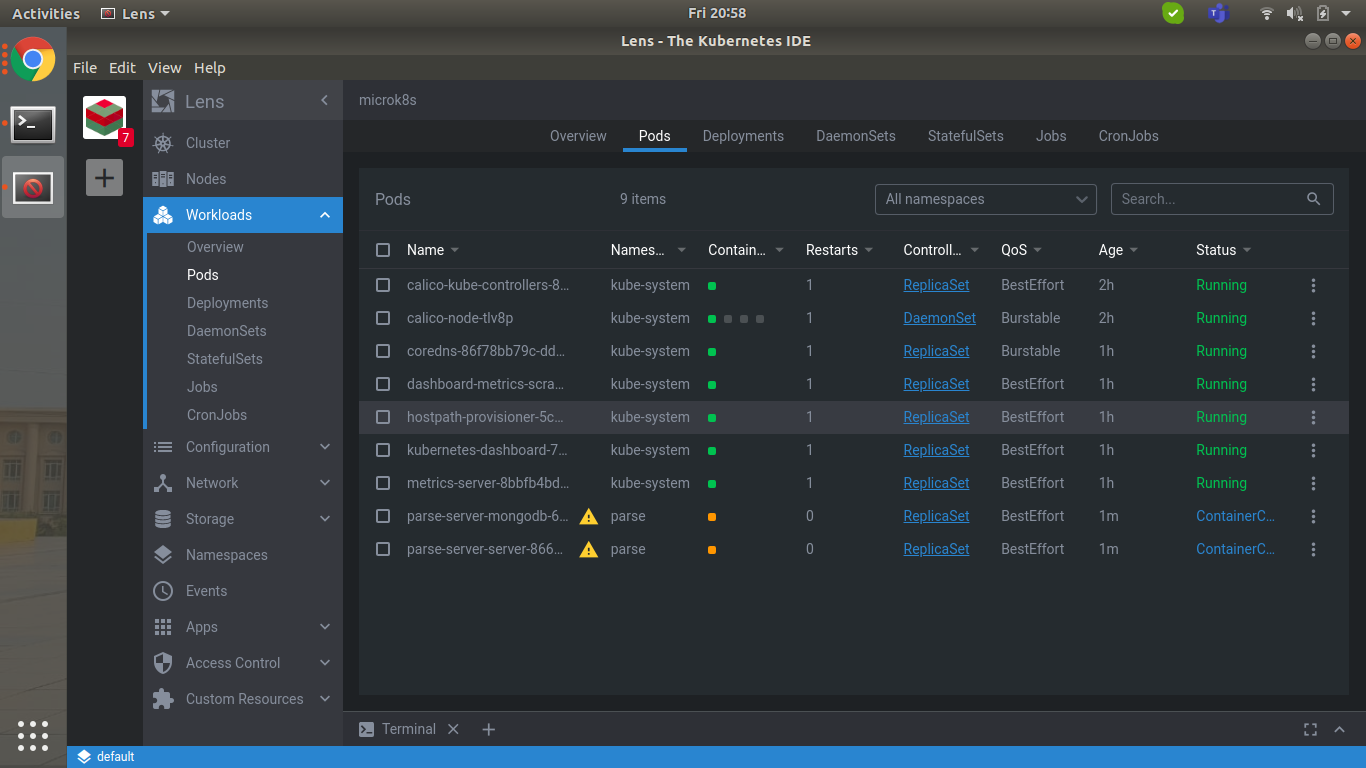 Activities Lens Fri 20:58
Lens - The Kubernetes IDE
File Edit View Help
7
Lens
Cluster
Nodes
Workloads
Overview
Pods
Deployments
DaemonSets
StatefulSets
Jobs
CronJobs
Configuration
Network
Storage
Namespaces
Events
Apps
Access Control
Custom Resources
microk8s
Overview Pods Deployments DaemonSets StatefulSets Jobs CronJobs
Pods 9 items All namespaces Search...
Name Names... Contain... Restarts Controll... QoS Age Status
calico-kube-controllers-8... kube-system 1 ReplicaSet BestEffort 2h Running
calico-node-tlv8p kube-system 1 DaemonSet Burstable 2h Running
coredns-86f78bb79c-dd... kube-system 1 ReplicaSet Burstable 1h Running
dashboard-metrics-scra... kube-system 1 ReplicaSet BestEffort 1h Running
hostpath-provisioner-5c... kube-system 1 ReplicaSet BestEffort 1h Running
kubernetes-dashboard-7... kube-system 1 ReplicaSet BestEffort 1h Running
metrics-server-8bbfb4bd... kube-system 1 ReplicaSet BestEffort 1h Running
parse-server-mongodb-6... parse 0 ReplicaSet BestEffort 1m ContainerC...
parse-server-server-866... parse 0 ReplicaSet BestEffort 1m ContainerC...
Terminal
default